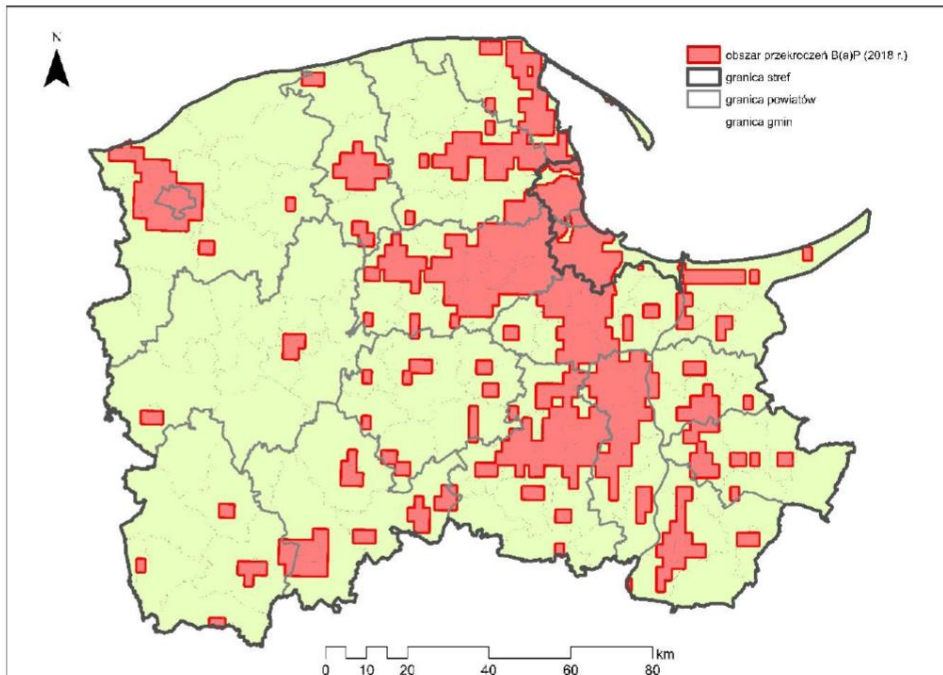 N
obszar przekroczeń B(a)P (2018 r.)
granica stref
granica powiatów
granica gmin
km
0 10 20 40 60 80